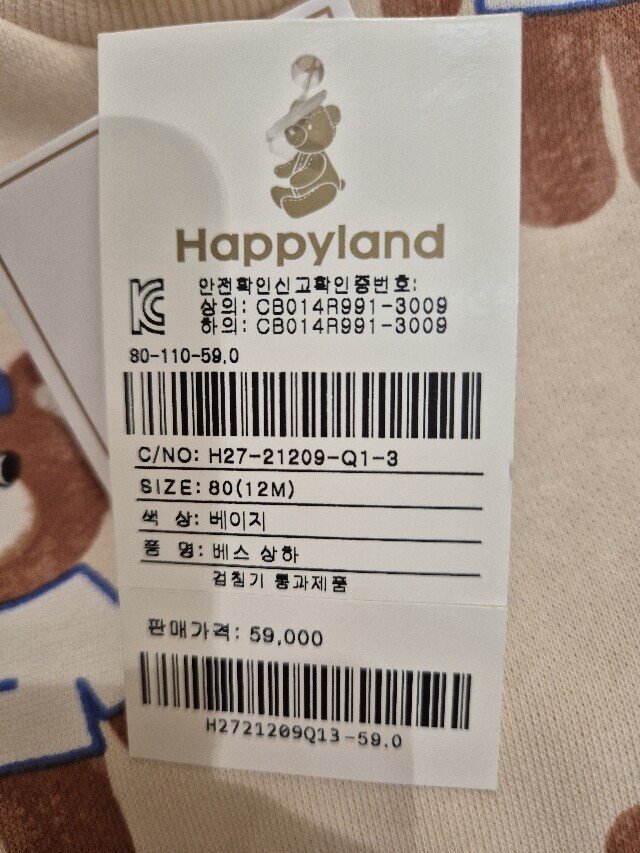 Happyland
안전확인신고확인증번호:
상의: CB014R991-3009
하의: CB014R991-3009
80-110-59.0
C/NO: H27-21209-Q1-3
SIZE: 80(12M)
색 상: 베이지
품 명: 베스 상하
검침기 통과제품
판매가격: 59,000
H2721209Q13-59.0